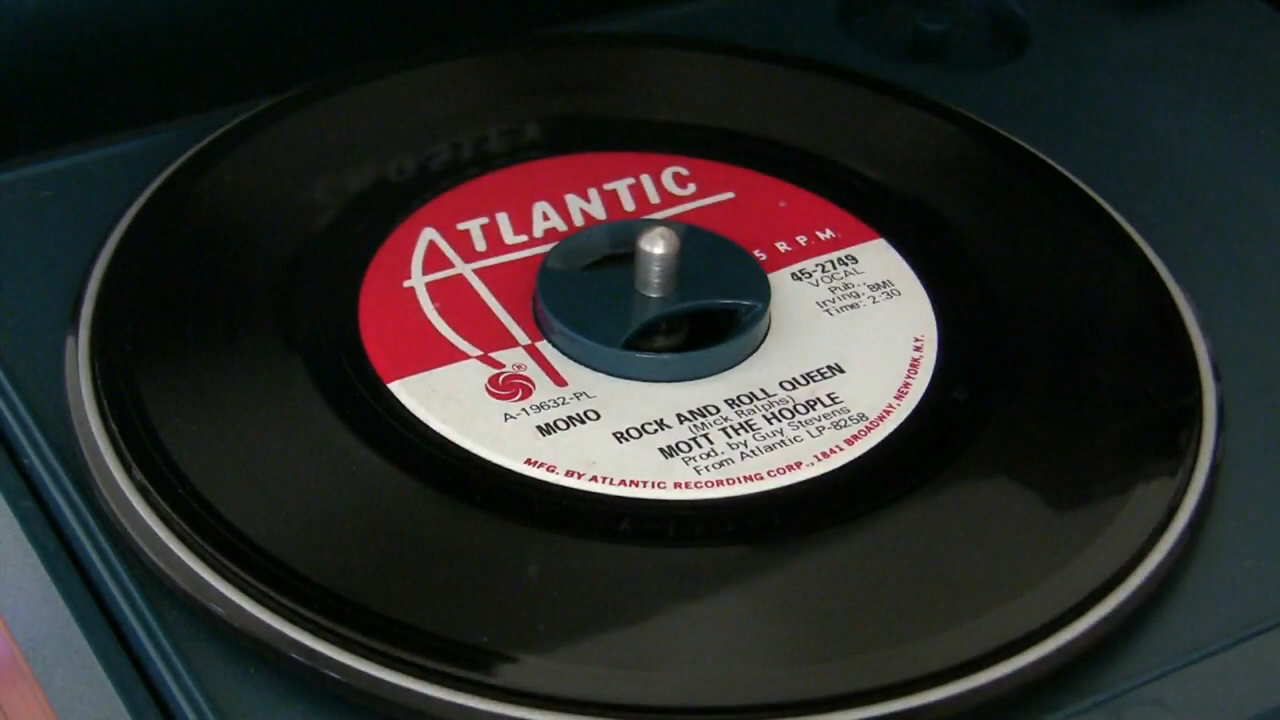 ATLANTIC
5 R.P.M.
45-2749
VOCAL
Pub.,
Irving, BMI
Time: 2:30
®
A-19632-PL
MONO
ROCK AND ROLL QUEEN
(Mick Ralphs)
MOTT THE HOOPLE
Prod. by Guy Stevens
From Atlantic LP-8258
MFG. BY ATLANTIC RECORDING CORP., 1841 BROADWAY, NEW YORK, N.Y.